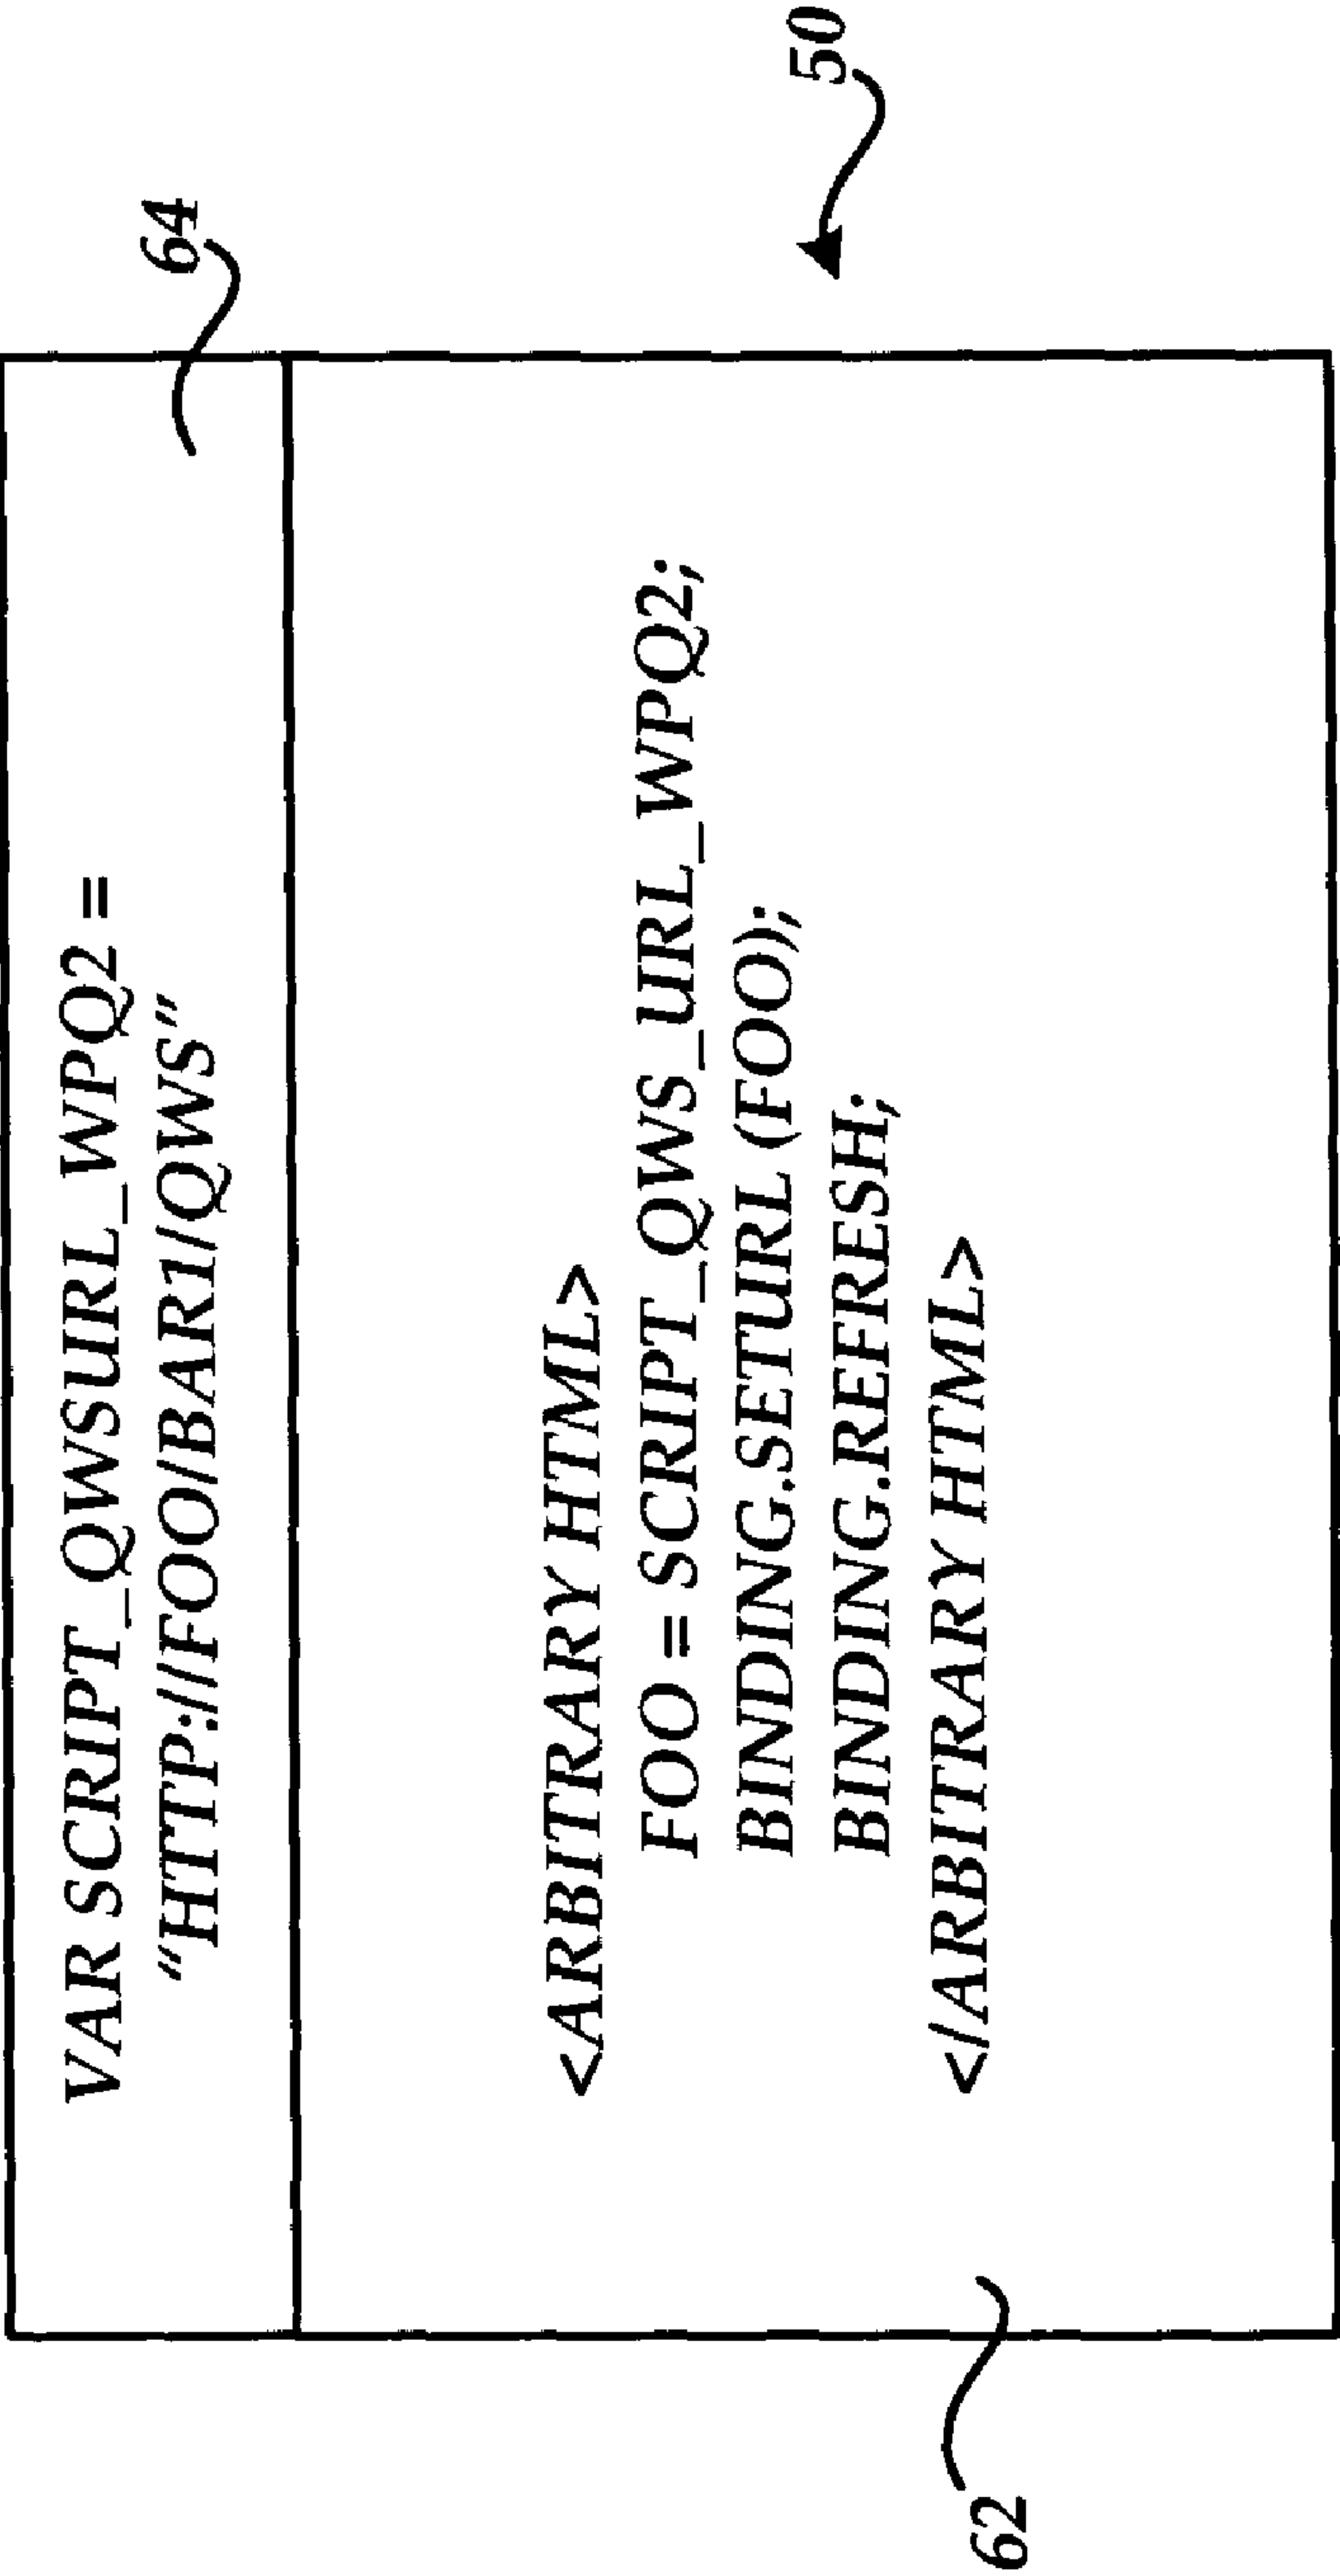 64
VAR SCRIPT_QWSURL_WPQ2 =
"HTTP://FOO/BAR1/QWS"
50
<ARBITRARY HTML>
FOO = SCRIPT_QWS_URL_WPQ2;
BINDING.SETURL (FOO);
BINDING.REFRESH;
</ARBITRARY HTML>
62